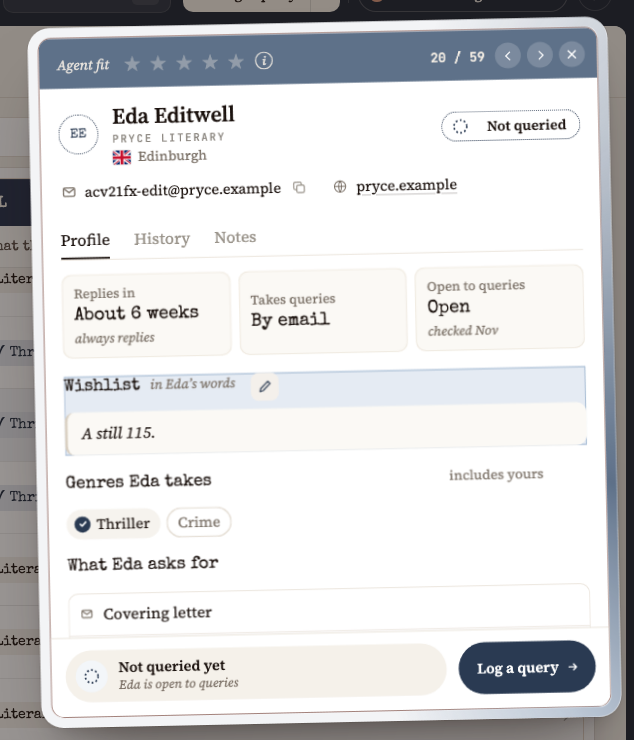 Agent fit
20 / 59
EE
Eda Editwell
PRYCE LITERARY
Edinburgh
Not queried
acv21fx-edit@pryce.example
pryce.example
Profile History Notes
Replies in
About 6 weeks
always replies
Takes queries
By email
Open to queries
Open
checked Nov
Wishlist in Eda's words
A still 115.
Genres Eda takes
includes yours
Thriller
Crime
What Eda asks for
Covering letter
Not queried yet
Eda is open to queries
Log a query →